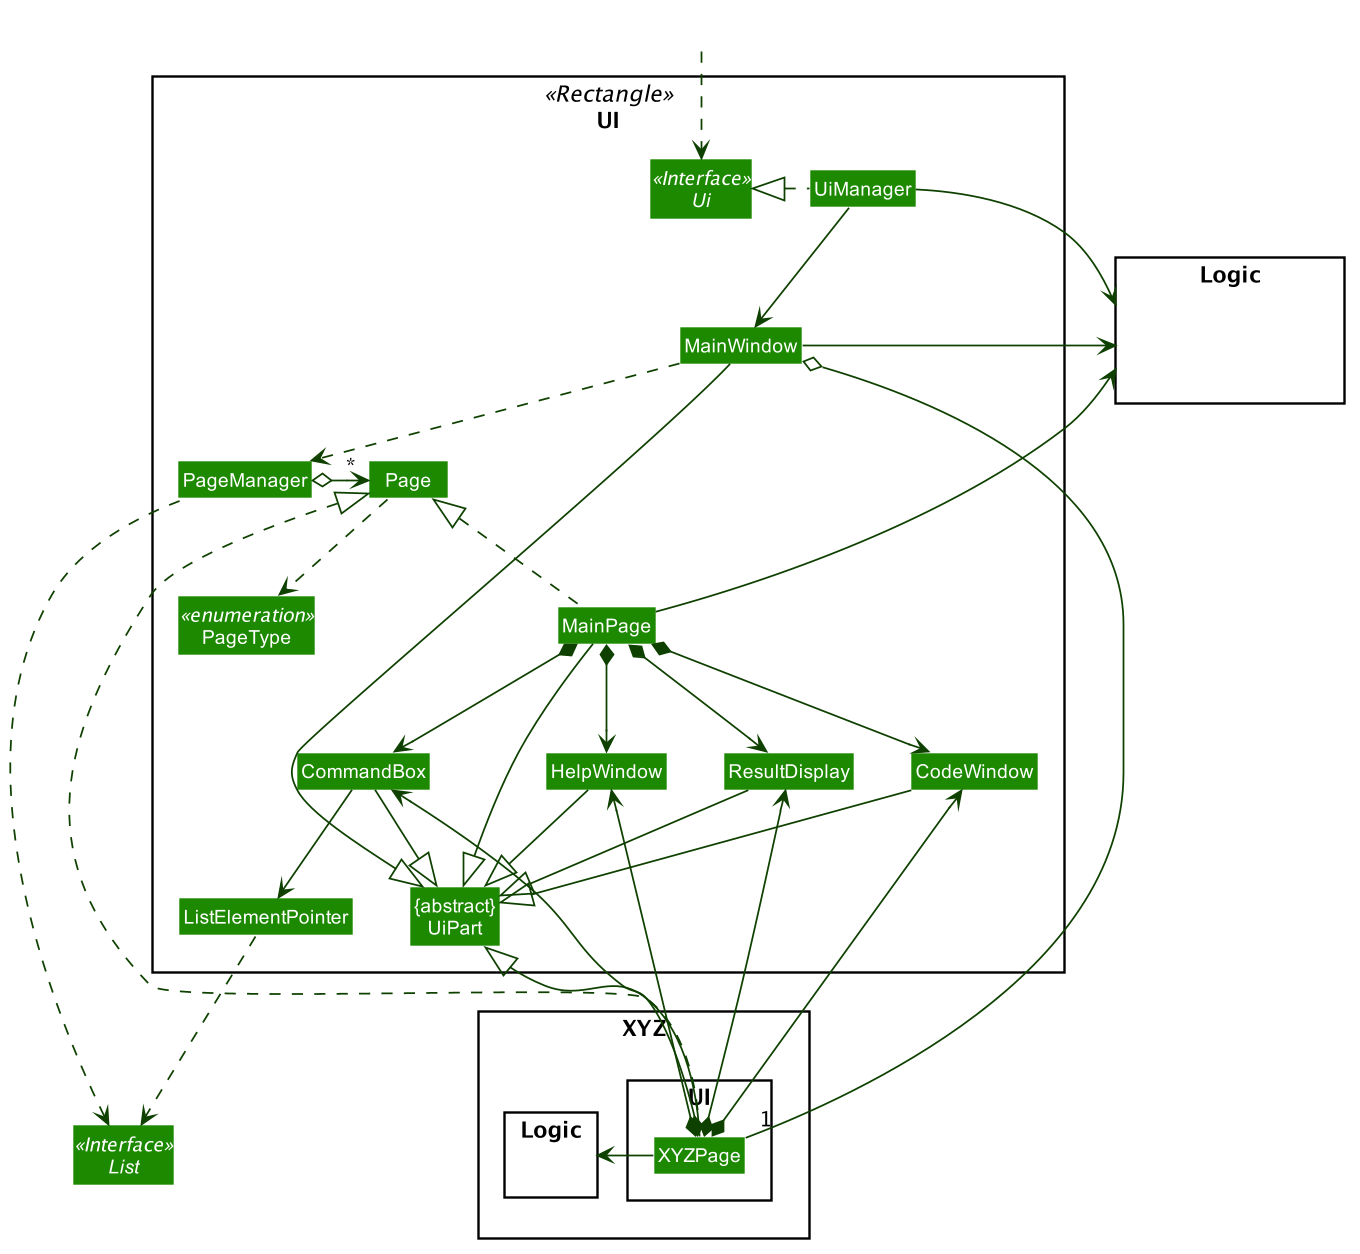 «Rectangle»
UI
«Interface»
Ui
UiManager
Logic
MainWindow
PageManager
*
Page
«enumeration»
PageType
MainPage
CommandBox
HelpWindow
ResultDisplay
CodeWindow
ListElementPointer
{abstract}
UiPart
XYZ
UI
Logic
1
XYZPage
«Interface»
List